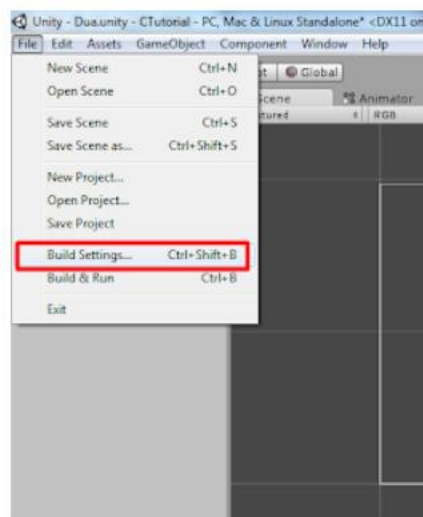 Unity - Dua.unity - CTutorial - PC, Mac & Linux Standalone* <DX11 on
File Edit Assets GameObject Component Window Help
New Scene Ctrl+N
Global
Open Scene Ctrl+O
Scene Animator
Save Scene Ctrl+S
RGB
Save Scene as... Ctrl+Shift+S
New Project...
Open Project...
Save Project
Build Settings... Ctrl+Shift+B
Build & Run Ctrl+B
Exit